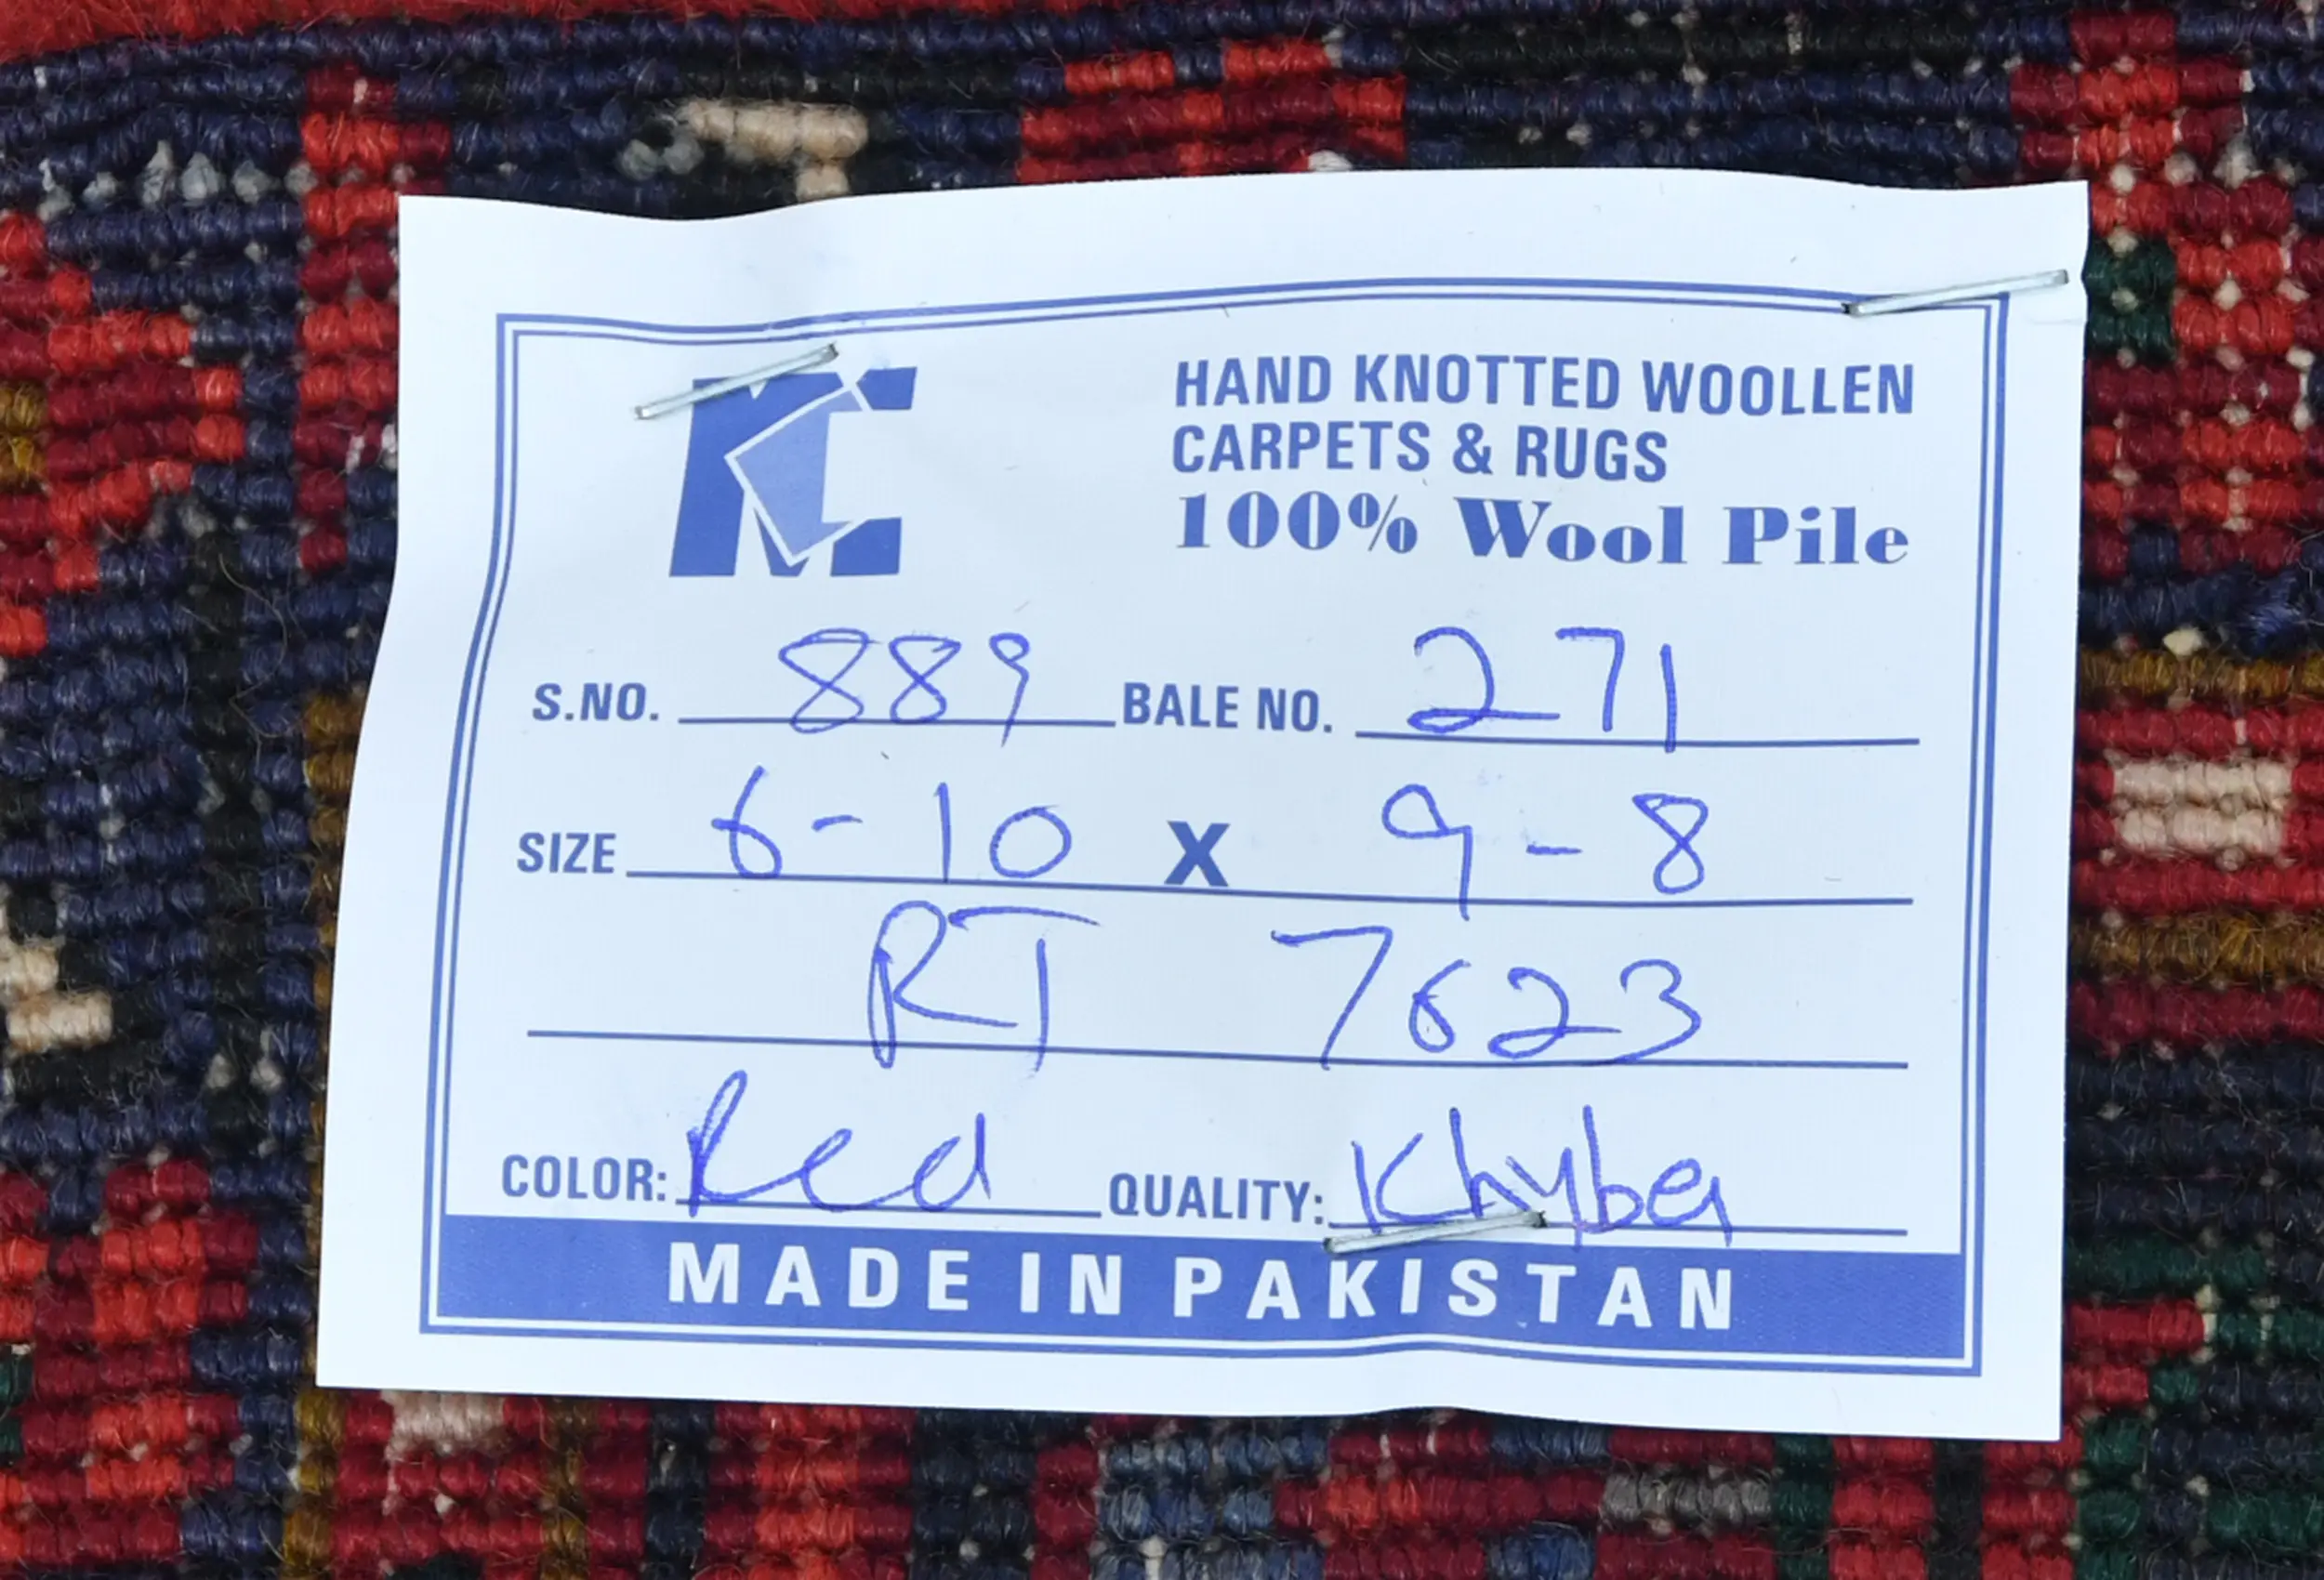 MC
HAND KNOTTED WOOLLEN
CARPETS & RUGS
100% Wool Pile
S.NO. 889 BALE NO. 271
SIZE 6-10 X 9-8
RT 7623
COLOR: Red QUALITY: Khyber
MADE IN PAKISTAN